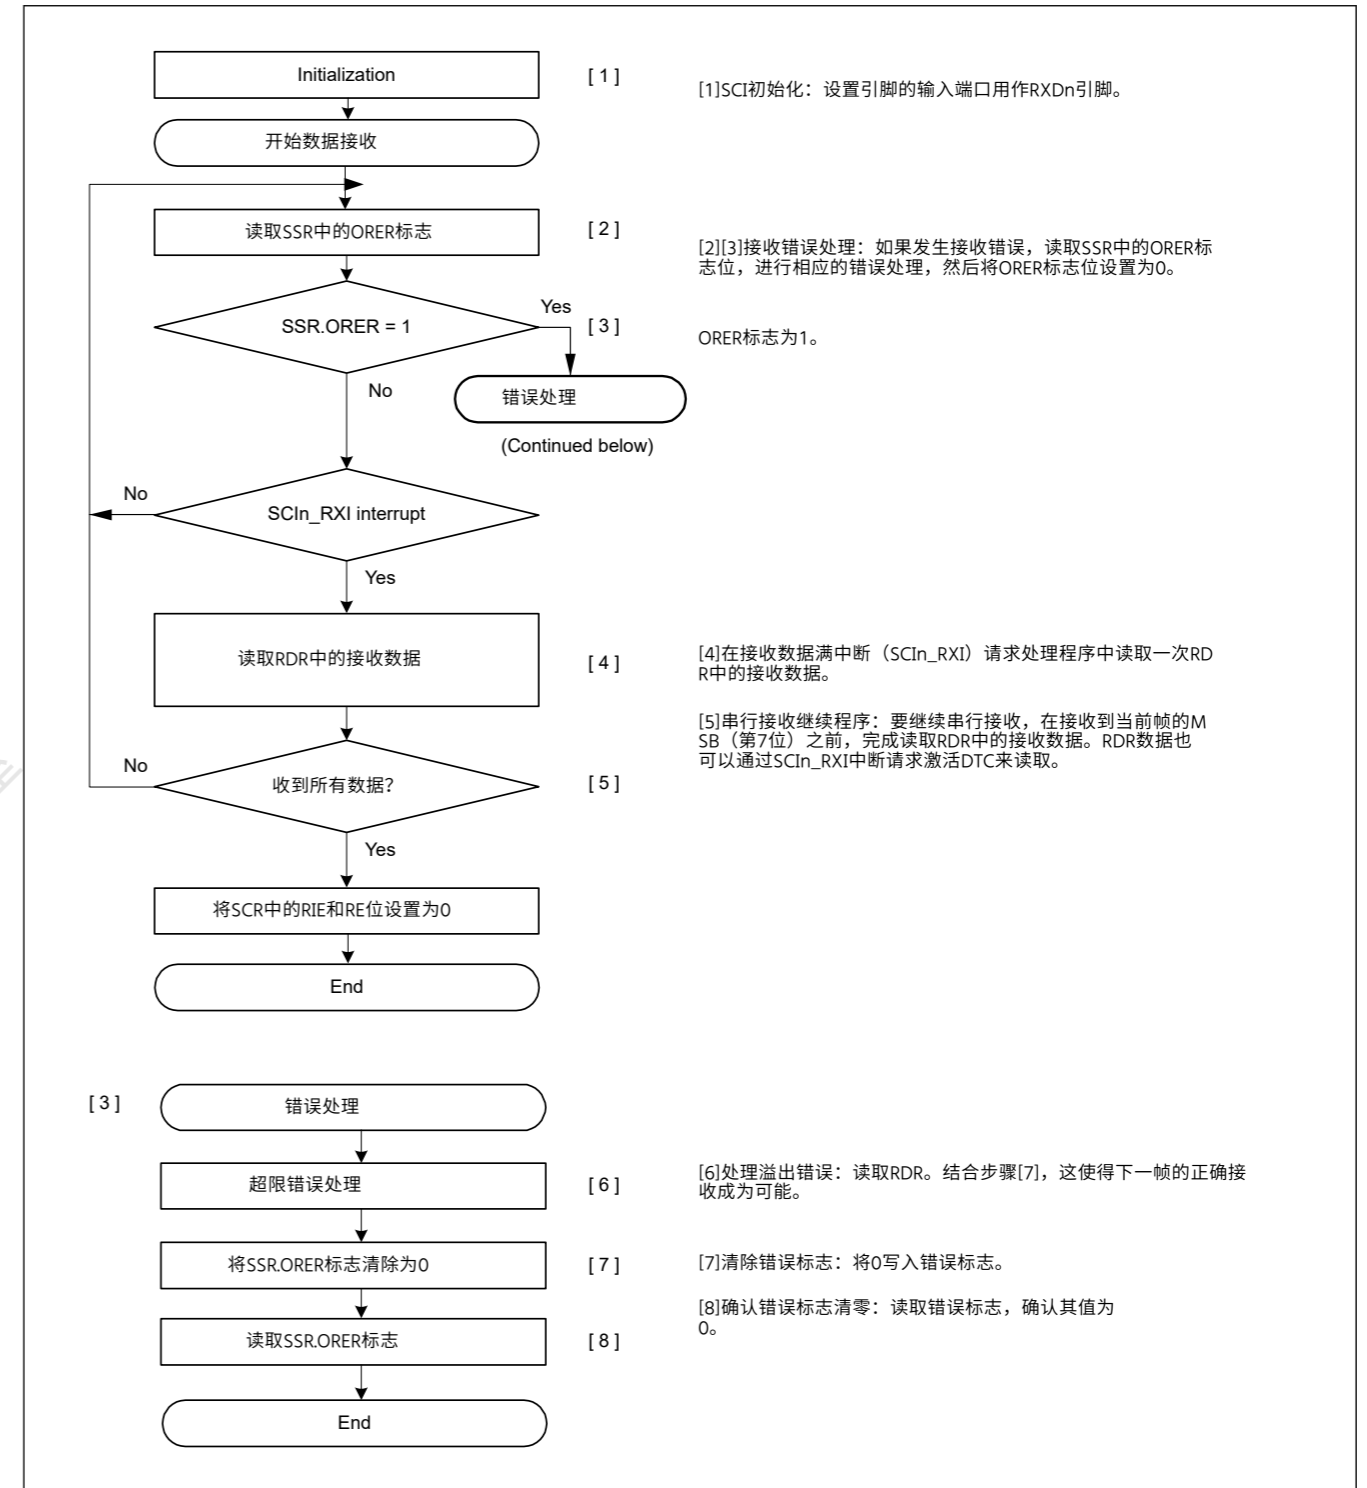 Initialization
[ 1 ]
[1]SCI初始化：设置引脚的输入端口用作RXDn引脚。
开始数据接收
读取SSR中的ORER标志
[ 2 ]
[2][3]接收错误处理：如果发生接收错误，读取SSR中的ORER标
志位，进行相应的错误处理，然后将ORER标志位设置为0。
SSR.ORER = 1
Yes
[ 3 ]
ORER标志为1。
No
错误处理
(Continued below)
No
SCIn_RXI interrupt
Yes
读取RDR中的接收数据
[ 4 ]
[4]在接收数据满中断（SCIn_RXI）请求处理程序中读取一次RD
R中的接收数据。
[5]串行接收继续程序：要继续串行接收，在接收到当前帧的M
SB（第7位）之前，完成读取RDR中的接收数据。RDR数据也
可以通过SCIn_RXI中断请求激活DTC来读取。
No
收到所有数据？
[ 5 ]
Yes
将SCR中的RIE和RE位设置为0
End
[ 3 ]
错误处理
超限错误处理
[ 6 ]
[6]处理溢出错误：读取RDR。结合步骤[7]，这使得下一帧的正确接
收成为可能。
将SSR.ORER标志清除为0
[ 7 ]
[7]清除错误标志：将0写入错误标志。
读取SSR.ORER标志
[ 8 ]
[8]确认错误标志清零：读取错误标志，确认其值为
0。
End